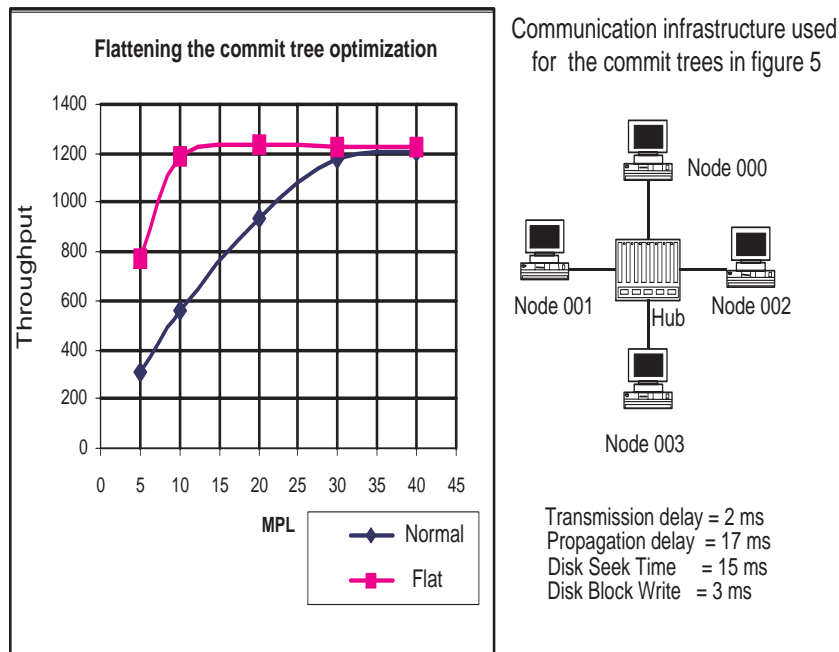 Flattening the commit tree optimization
1400
1200
1000
800
600
400
200
0
Throughput
0 5 10 15 20 25 30 35 40 45
MPL
Normal
Flat
Communication infrastructure used
for the commit trees in figure 5
Node 000
Node 001
Node 002
Hub
Node 003
Transmission delay = 2 ms
Propagation delay = 17 ms
Disk Seek Time = 15 ms
Disk Block Write = 3 ms